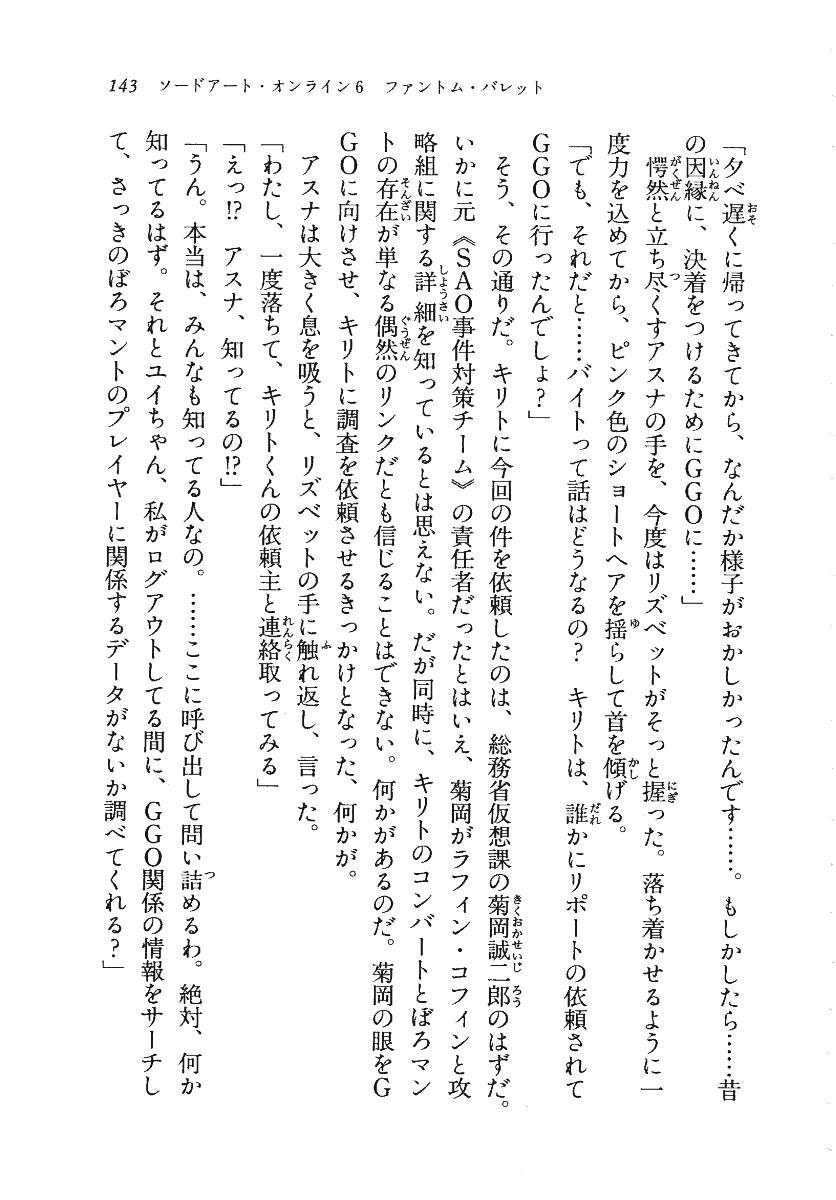 143 ソードアート・オンライン6 ファントム・バレット
「夕べ遅くに帰ってきてから、なんだか様子がおかしかったんです……。もしかしたら……昔
の因縁に、決着をつけるためにGGOに……」
愕然と立ち尽くすアスナの手を、今度はリズベットがそっと握った。落ち着かせるように一
度力を込めてから、ピンク色のショートヘアを揺らして首を傾げる。
「でも、それだと……バイトって話はどうなるの? キリトは、誰かにリポートの依頼されて
GGOに行ったんでしょ?」
そう、その通りだ。キリトに今回の件を依頼したのは、総務省仮想課の菊岡誠二郎のはずだ。
いかに元《SAO事件対策チーム》の責任者だったとはいえ、菊岡がラフィン・コフィンと攻
略組に関する詳細を知っているとは思えない。だが同時に、キリトのコンバートとぼろマン
トの存在が単なる偶然のリンクだとも信じることはできない。何かがあるのだ。菊岡の眼をG
GOに向けさせ、キリトに調査を依頼させるきっかけとなった、何かが。
アスナは大きく息を吸うと、リズベットの手に触れ返し、言った。
「わたし、一度落ちて、キリトくんの依頼主と連絡取ってみる」
「えっ!? アスナ、知ってるの!?」
「うん。本当は、みんなも知ってる人なの。……ここに呼び出して問い詰めるわ。絶対、何か
知ってるはず。それとユイちゃん、私がログアウトしてる間に、GGO関係の情報をサーチし
て、さっきのぼろマントのプレイヤーに関係するデータがないか調べてくれる?」